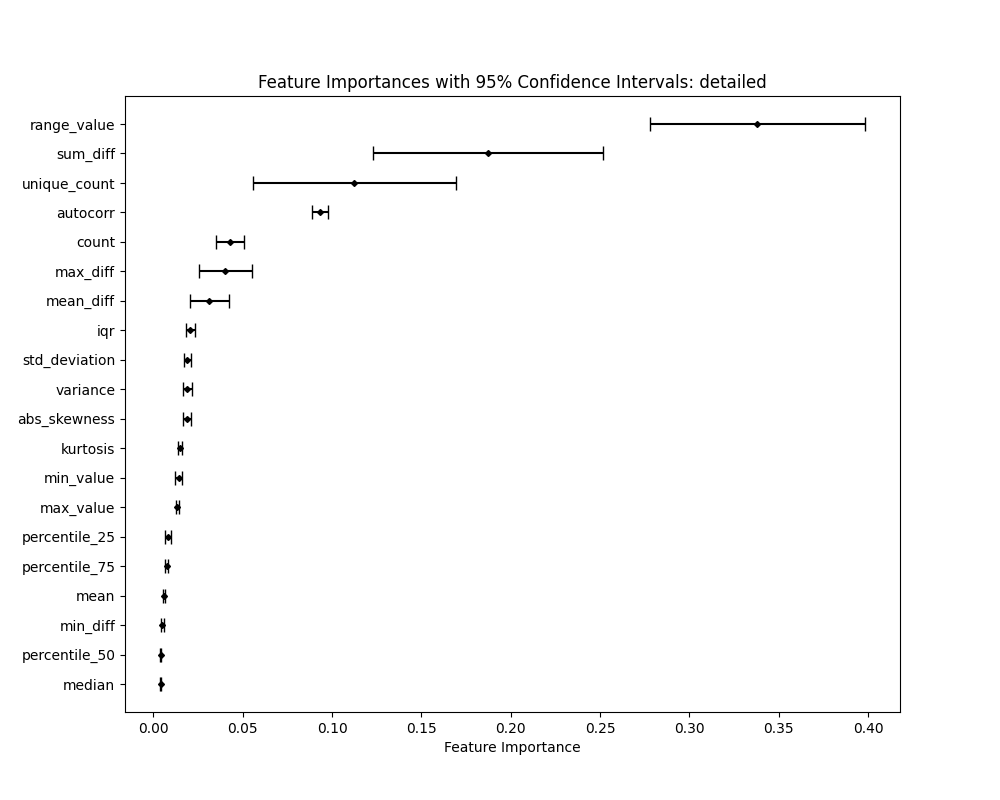 Feature Importances with 95% Confidence Intervals: detailed
range_value
sum_diff
unique_count
autocorr
count
max_diff
mean_diff
iqr
std_deviation
variance
abs_skewness
kurtosis
min_value
max_value
percentile_25
percentile_75
mean
min_diff
percentile_50
median
0.00 0.05 0.10 0.15 0.20 0.25 0.30 0.35 0.40
Feature Importance